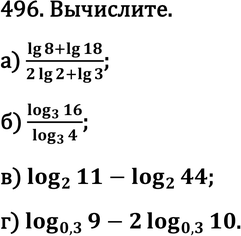 496. Вычислите.
а) (lg 8+lg 18)/(2 lg 2+lg 3);
б) (log₃ 16)/(log₃ 4);
в) log₂ 11 − log₂ 44;
г) log₀,₃ 9 − 2 log₀,₃ 10.